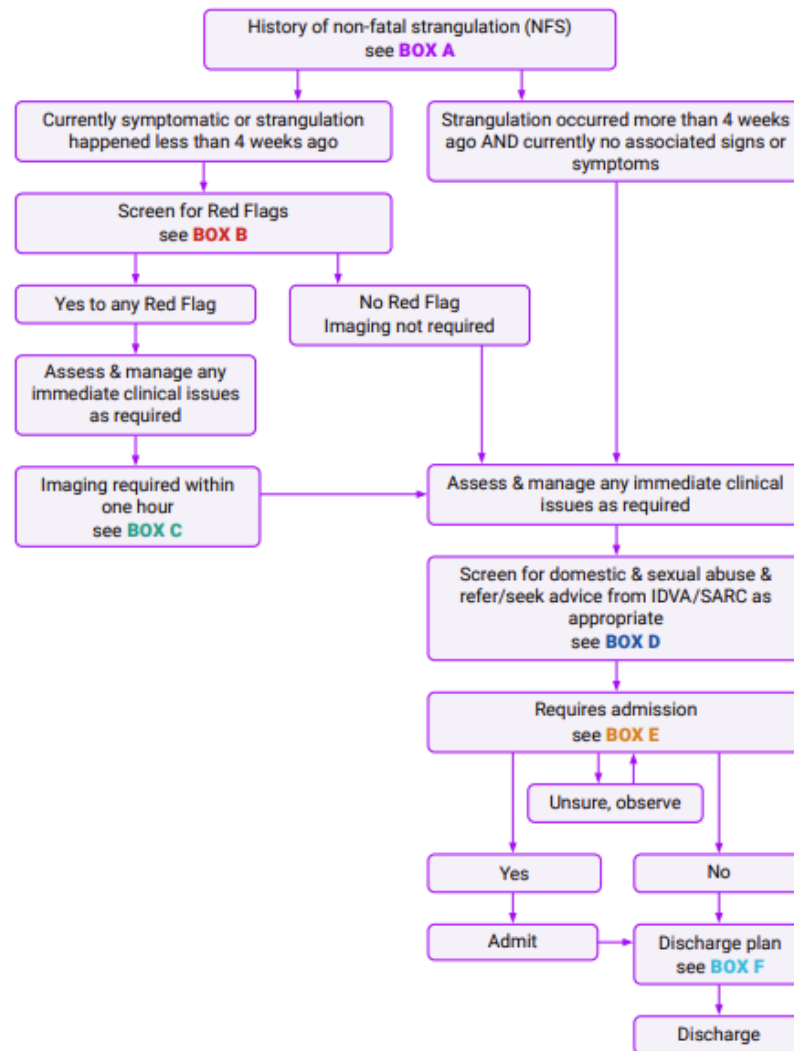 History of non-fatal strangulation (NFS)
see BOX A
Currently symptomatic or strangulation
happened less than 4 weeks ago
Strangulation occurred more than 4 weeks
ago AND currently no associated signs or
symptoms
Screen for Red Flags
see BOX B
Yes to any Red Flag
No Red Flag
Imaging not required
Assess & manage any
immediate clinical issues
as required
Imaging required within
one hour
see BOX C
Assess & manage any immediate clinical
issues as required
Screen for domestic & sexual abuse &
refer/seek advice from IDVA/SARC as
appropriate
see BOX D
Requires admission
see BOX E
Unsure, observe
Yes
No
Admit
Discharge plan
see BOX F
Discharge